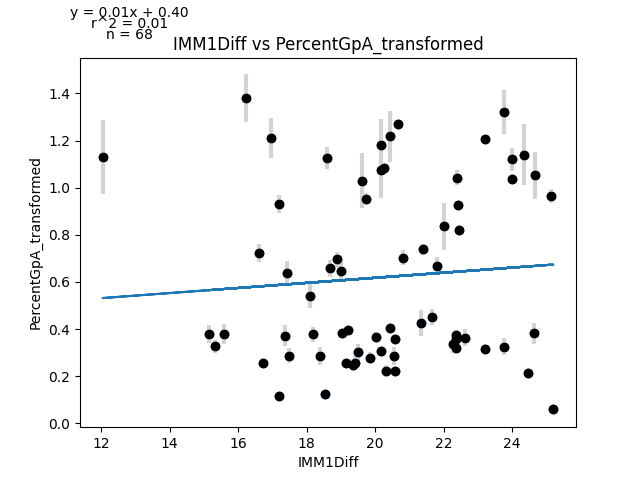 y = 0.01x + 0.40
r^2 = 0.01
n = 68
IMM1Diff vs PercentGpA_transformed
PercentGpA_transformed
1.4
1.2
1.0
0.8
0.6
0.4
0.2
0.0
12 14 16 18 20 22 24
IMM1Diff